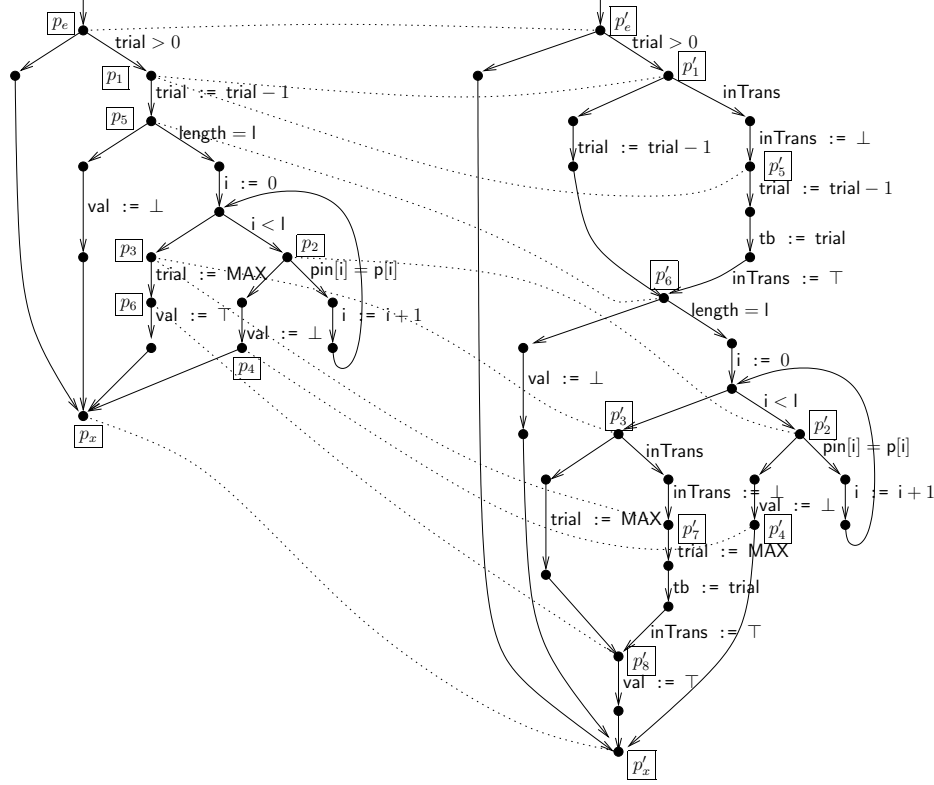 p_e
trial > 0
p_1
trial := trial − 1
p_5
length = l
i := 0
val := ⊥
i < l
p_3
p_2
trial := MAX
pin[i] = p[i]
p_6
val := ⊤
val := ⊥
i := i + 1
p_4
p_x
p'_e
trial > 0
p'_1
inTrans
trial := trial − 1
inTrans := ⊥
p'_5
trial := trial − 1
tb := trial
p'_6
inTrans := ⊤
length = l
i := 0
val := ⊥
i < l
p'_3
p'_2
inTrans
pin[i] = p[i]
inTrans := ⊥
i := i + 1
val := ⊥
trial := MAX
p'_7
p'_4
trial := MAX
tb := trial
inTrans := ⊤
p'_8
val := ⊤
p'_x